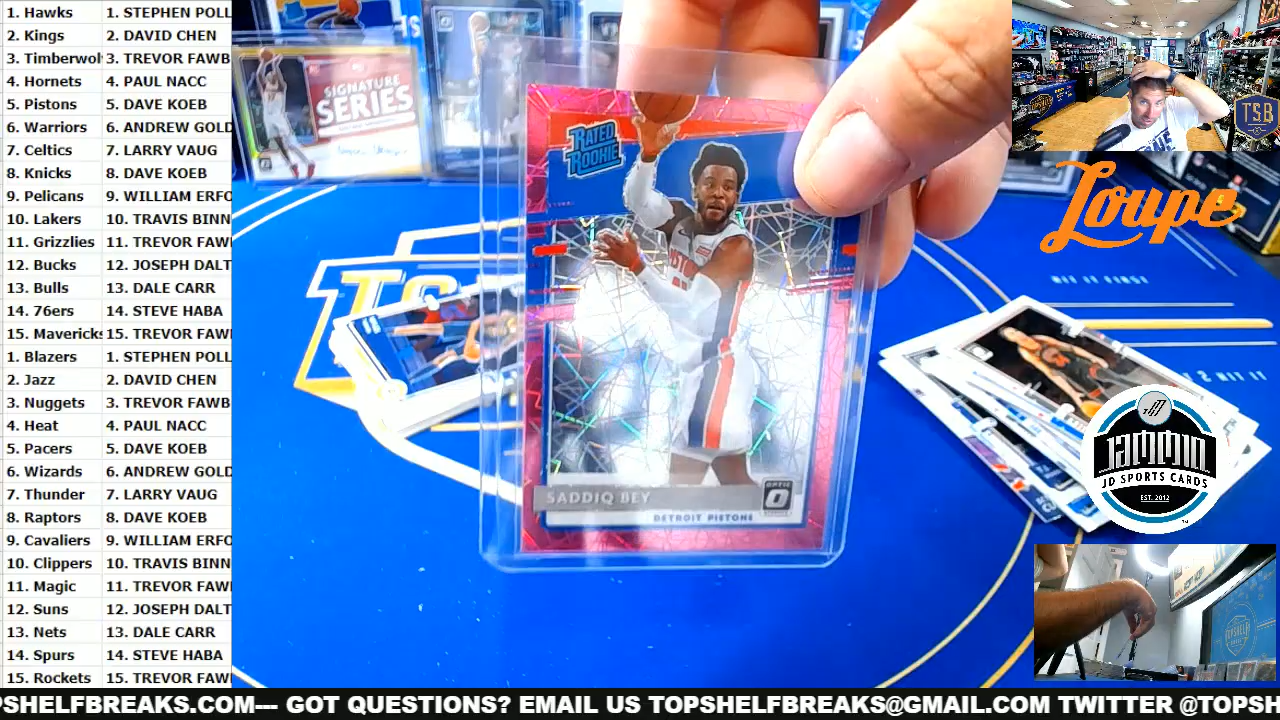 1. Hawks 1. STEPHEN POLL
2. Kings 2. DAVID CHEN
3. Timberwol 3. TREVOR FAWB
4. Hornets 4. PAUL NACC
5. Pistons 5. DAVE KOEB
6. Warriors 6. ANDREW GOLD
7. Celtics 7. LARRY VAUG
8. Knicks 8. DAVE KOEB
9. Pelicans 9. WILLIAM ERFO
10. Lakers 10. TRAVIS BINN
11. Grizzlies 11. TREVOR FAWI
12. Bucks 12. JOSEPH DALT
13. Bulls 13. DALE CARR
14. 76ers 14. STEVE HABA
15. Mavericks 15. TREVOR FAWI
1. Blazers 1. STEPHEN POLL
2. Jazz 2. DAVID CHEN
3. Nuggets 3. TREVOR FAWB
4. Heat 4. PAUL NACC
5. Pacers 5. DAVE KOEB
6. Wizards 6. ANDREW GOLD
7. Thunder 7. LARRY VAUG
8. Raptors 8. DAVE KOEB
9. Cavaliers 9. WILLIAM ERFO
10. Clippers 10. TRAVIS BINN
11. Magic 11. TREVOR FAWI
12. Suns 12. JOSEPH DALT
13. Nets 13. DALE CARR
14. Spurs 14. STEVE HABA
15. Rockets 15. TREVOR FAWI
SIGNATURE
SERIES
RATED
ROOKIE
SADDIQ BEY
OPTIC
DETROIT PISTONS
TSB
Loupe
JAMMIN
JD SPORTS CARDS
EST. 2012
TOPSHELF
PSHELFBREAKS.COM--- GOT QUESTIONS? EMAIL US TOPSHELFBREAKS@GMAIL.COM TWITTER @TOPSH